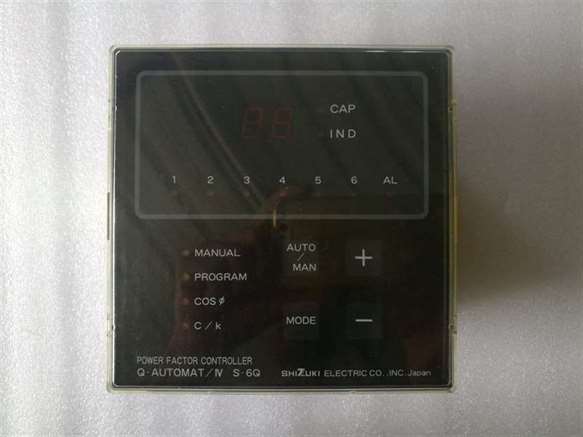 CAP
IND
1 2 3 4 5 6 AL
MANUAL
PROGRAM
COSϕ
C/k
AUTO
/
MAN
+
MODE
−
POWER FACTOR CONTROLLER
Q-AUTOMAT/Ⅳ S-6Q
SHIZUKI ELECTRIC CO., INC. Japan